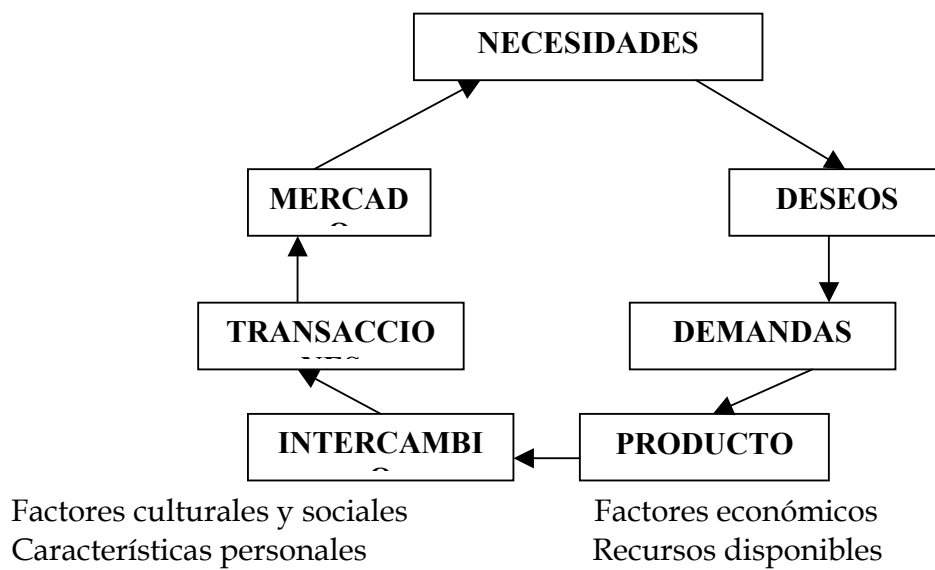 NECESIDADES
MERCAD
DESEOS
TRANSACCIO
DEMANDAS
INTERCAMBI
PRODUCTO
Factores culturales y sociales
Factores económicos
Características personales
Recursos disponibles